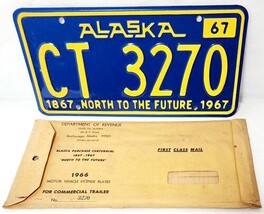 ALASKA
67
CT 3270
1867 NORTH TO THE FUTURE 1967
DEPARTMENT OF REVENUE
ALASKA PURCHASE CENTENNIAL
1867-1967
"NORTH TO THE FUTURE"
FIRST CLASS MAIL
1966
MOTOR VEHICLE LICENSE PLATES
FOR COMMERCIAL TRAILER
No. 3270